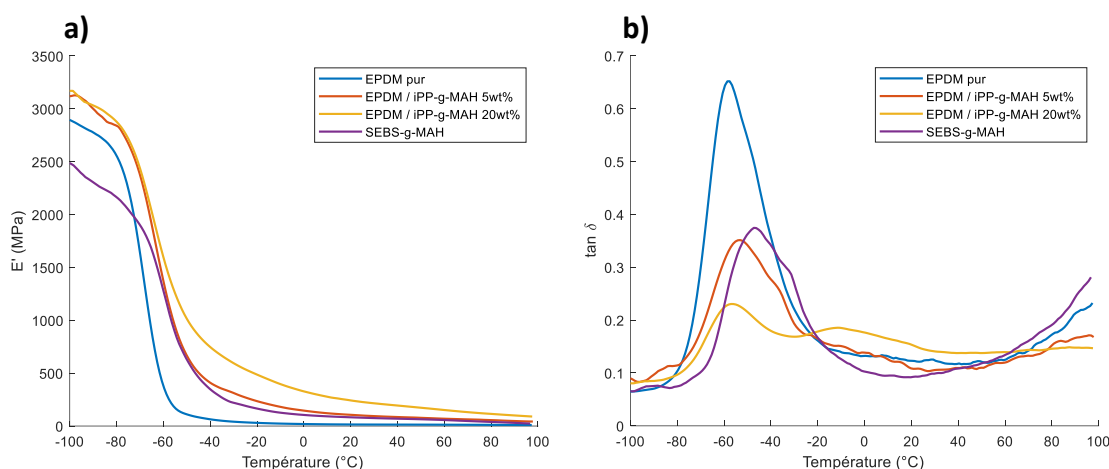 a)
3500
3000
2500
2000
1500
1000
500
0
E' (MPa)
-100 -80 -60 -40 -20 0 20 40 60 80 100
Température (°C)
EPDM pur
EPDM / iPP-g-MAH 5wt%
EPDM / iPP-g-MAH 20wt%
SEBS-g-MAH
b)
0.7
0.6
0.5
0.4
0.3
0.2
0.1
0
tan δ
-100 -80 -60 -40 -20 0 20 40 60 80 100
Température (°C)
EPDM pur
EPDM / iPP-g-MAH 5wt%
EPDM / iPP-g-MAH 20wt%
SEBS-g-MAH